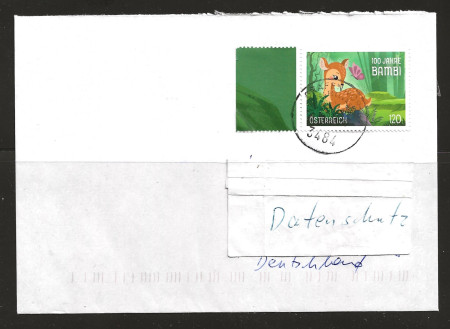 100 JAHRE
BAMBI
ÖSTERREICH
120
3484
Datenschutz
Deutschland